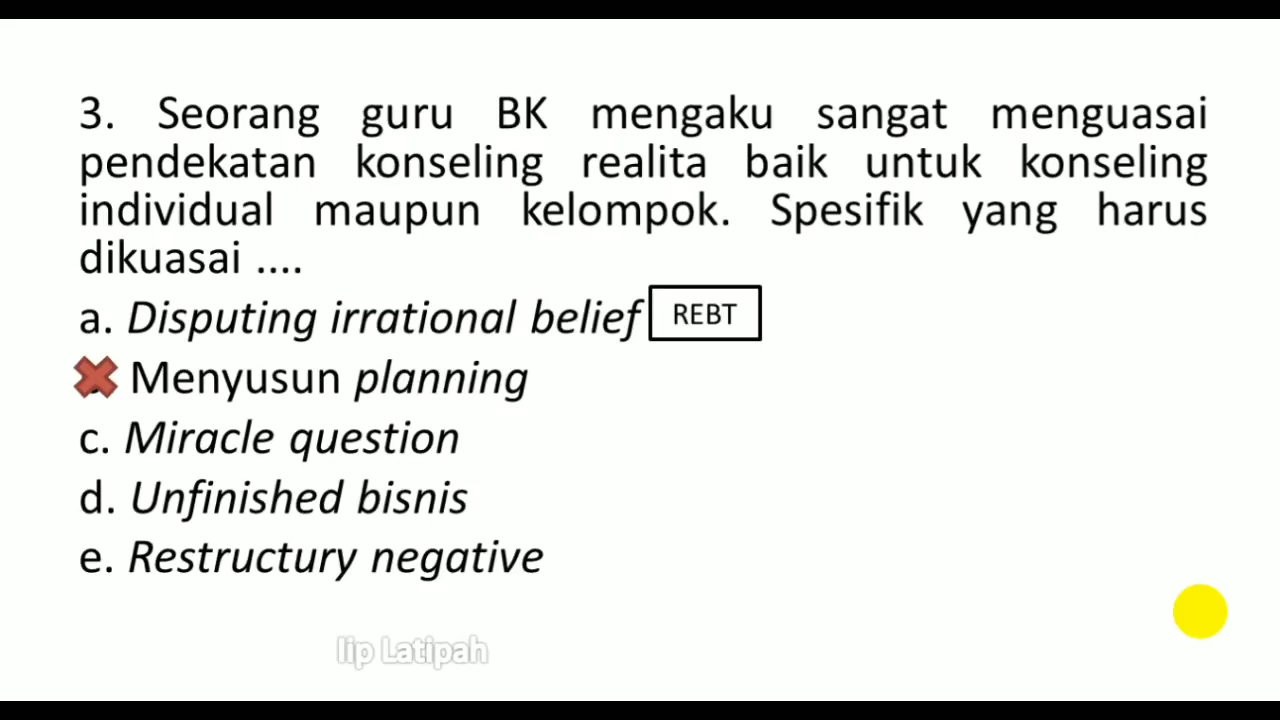 3. Seorang guru BK mengaku sangat menguasai
pendekatan konseling realita baik untuk konseling
individual maupun kelompok. Spesifik yang harus
dikuasai ....
a. Disputing irrational belief REBT
Menyusun planning
c. Miracle question
d. Unfinished bisnis
e. Restructury negative
Iip Latipah